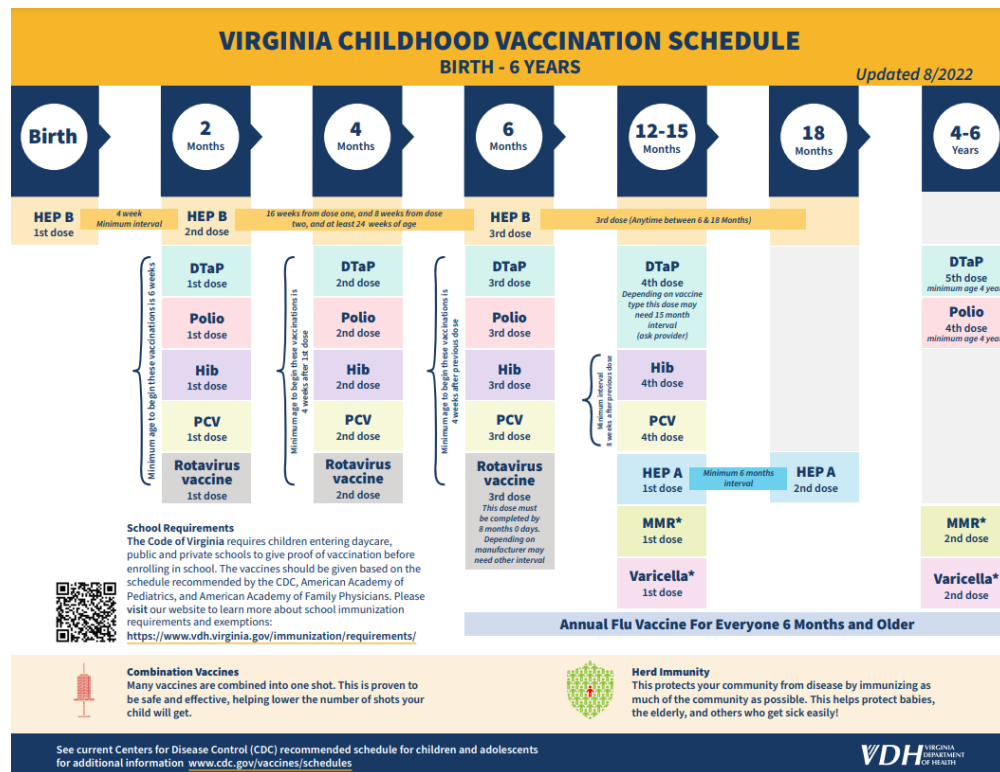 VIRGINIA CHILDHOOD VACCINATION SCHEDULE
BIRTH - 6 YEARS
Updated 8/2022
Birth
2
Months
4
Months
6
Months
12-15
Months
18
Months
4-6
Years
HEP B
1st dose
4 week
Minimum interval
HEP B
2nd dose
16 weeks from dose one, and 8 weeks from dose
two, and at least 24 weeks of age
HEP B
3rd dose
3rd dose (Anytime between 6 & 18 Months)
Minimum age to begin these vaccinations is 6 weeks
DTaP
1st dose
Polio
1st dose
Hib
1st dose
PCV
1st dose
Rotavirus
vaccine
1st dose
Minimum age to begin these vaccinations is
4 weeks after 1st dose
DTaP
2nd dose
Polio
2nd dose
Hib
2nd dose
PCV
2nd dose
Rotavirus
vaccine
2nd dose
Minimum age to begin these vaccinations is
4 weeks after previous dose
DTaP
3rd dose
Polio
3rd dose
Hib
3rd dose
PCV
3rd dose
Rotavirus
vaccine
3rd dose
This dose must
be completed by
8 months 0 days.
Depending on
manufacturer may
need other interval
DTaP
4th dose
Depending on vaccine
type this dose may
need 15 month
interval
(ask provider)
Minimum interval
8 weeks after previous dose
Hib
4th dose
PCV
4th dose
HEP A
1st dose
Minimum 6 months
interval
HEP A
2nd dose
MMR*
1st dose
Varicella*
1st dose
DTaP
5th dose
minimum age 4 year
Polio
4th dose
minimum age 4 year
MMR*
2nd dose
Varicella*
2nd dose
Annual Flu Vaccine For Everyone 6 Months and Older
School Requirements
The Code of Virginia requires children entering daycare,
public and private schools to give proof of vaccination before
enrolling in school. The vaccines should be given based on the
schedule recommended by the CDC, American Academy of
Pediatrics, and American Academy of Family Physicians. Please
visit our website to learn more about school immunization
requirements and exemptions:
https://www.vdh.virginia.gov/immunization/requirements/
Combination Vaccines
Many vaccines are combined into one shot. This is proven to
be safe and effective, helping lower the number of shots your
child will get.
Herd Immunity
This protects your community from disease by immunizing as
much of the community as possible. This helps protect babies,
the elderly, and others who get sick easily!
See current Centers for Disease Control (CDC) recommended schedule for children and adolescents
for additional information www.cdc.gov/vaccines/schedules
VDH VIRGINIA
DEPARTMENT
OF HEALTH